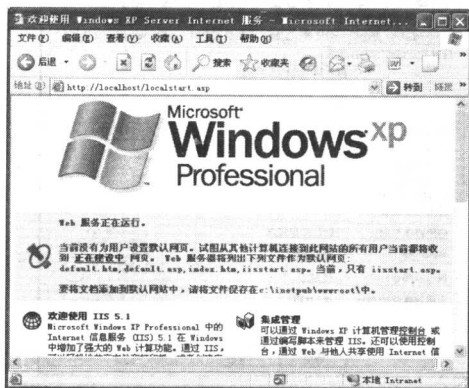 欢迎使用 Windows XP Server Internet 服务 - Microsoft Internet...
文件(F) 编辑(E) 查看(V) 收藏(A) 工具(T) 帮助(H)
后退 搜索 收藏夹
地址(D) http://localhost/localstart.asp 转到 链接
Microsoft
Windows xp
Professional
Web 服务正在运行。
当前没有为用户设置默认网页。试图从其他计算机连接到此网站的所有用户当前都将收
到 正在建设中 网页。 Web 服务器将列出下列文件作为默认网页:
default.htm,default.asp,index.htm,iisstart.asp。当前,只有 iisstart.asp。
要将文档添加到默认网站中,请将文件保存在c:\inetpub\wwwroot\中。
欢迎使用 IIS 5.1
Microsoft Windows XP Professional 中的
Internet 信息服务 (IIS) 5.1 在 Windows
中增加了强大的 Web 计算功能。通过 IIS,
集成管理
可以通过 Windows XP 计算机管理控制台 或
通过编写脚本来管理 IIS。还可以使用控制
台,通过 Web 与他人共享使用 Internet 信
本地 Intranet